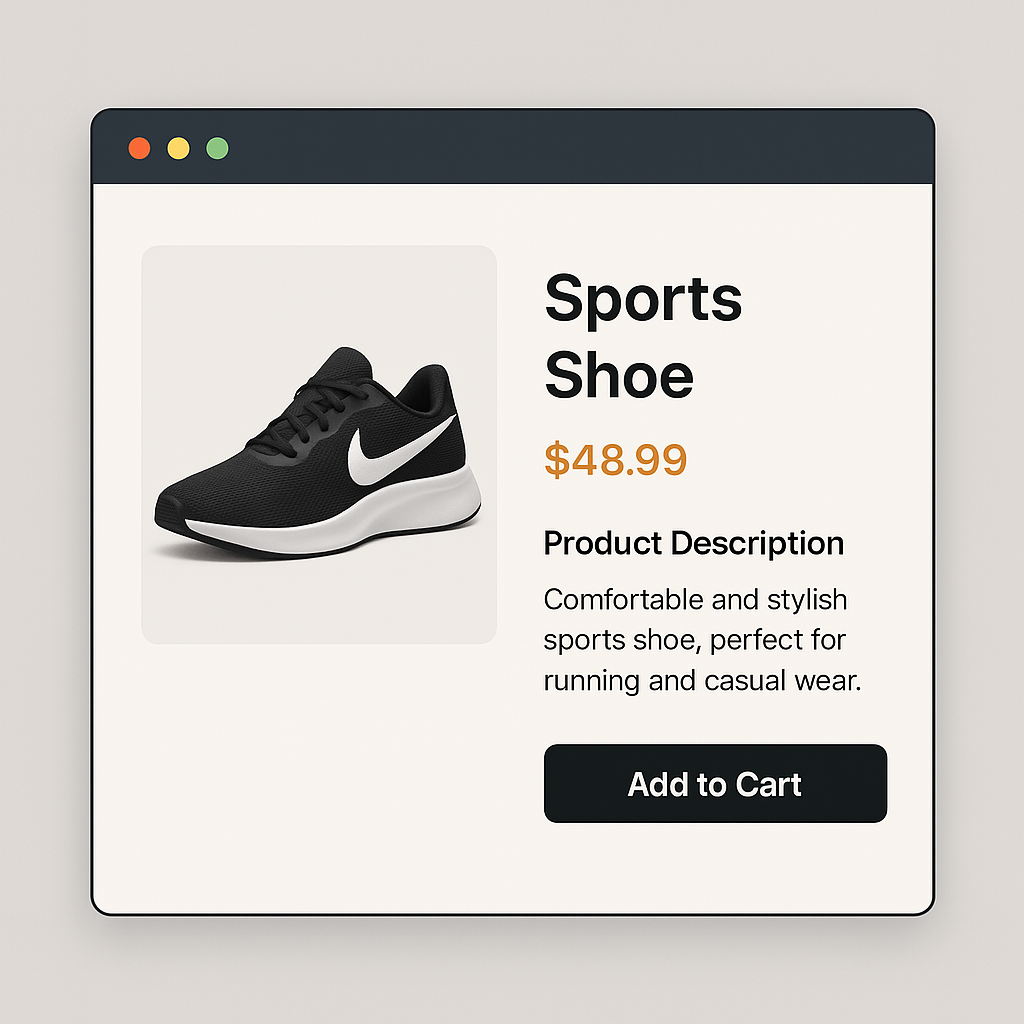 Sports
Shoe
$48.99
Product Description
Comfortable and stylish
sports shoe, perfect for
running and casual wear.
Add to Cart